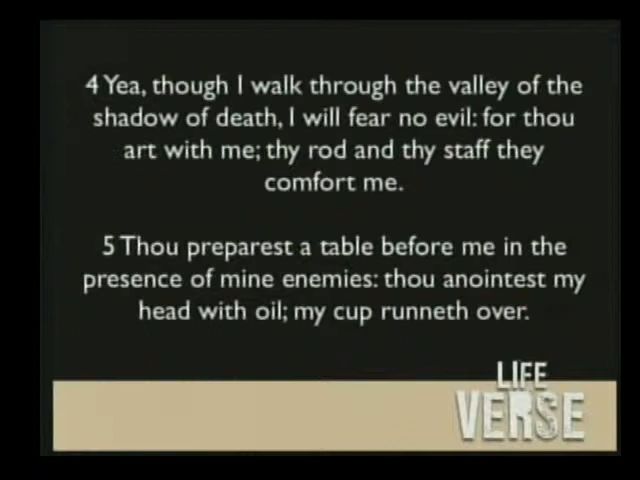 4 Yea, though I walk through the valley of the
shadow of death, I will fear no evil: for thou
art with me; thy rod and thy staff they
comfort me.
5 Thou preparest a table before me in the
presence of mine enemies: thou anointest my
head with oil; my cup runneth over.
LIFE
VERSE